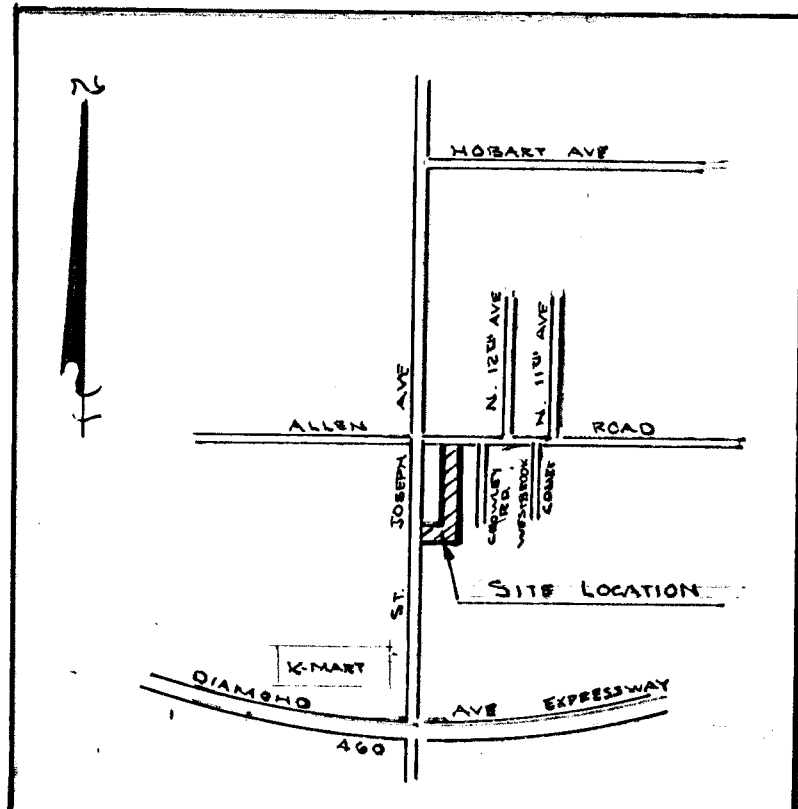 N
HOBART AVE
N. 12TH AVE
N. 11TH AVE
ALLEN
ROAD
ST. JOSEPH AVE
CROWLEY
RD.
WESTBROOK
COURT
SITE LOCATION
K-MART
DIAMOND
AVE
EXPRESSWAY
460